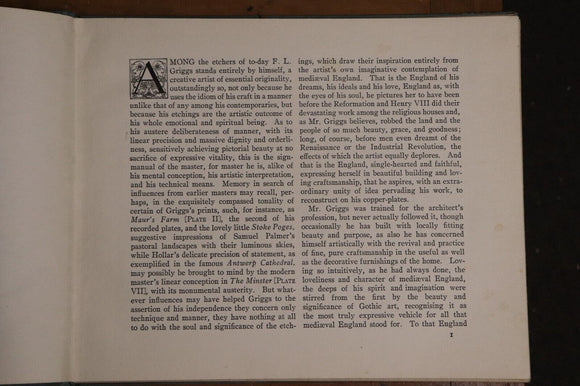 AMONG the etchers of to-day F. L.
Griggs stands entirely by himself, a
creative artist of essential originality,
outstandingly so, not only because he
uses the idiom of his craft in a manner
unlike that of any among his contemporaries, but
because his etchings are the artistic outcome of
his whole emotional and spiritual being. As to
his austere deliberateness of manner, with its
linear precision and massive dignity and orderli-
ness, sensitively achieving pictorial beauty at no
sacrifice of expressive vitality, this is the sign-
manual of the master, for master he is, alike of
his mental conception, his artistic interpretation,
and his technical means. Memory in search of
influences from earlier masters may recall, per-
haps, in the exquisitely compassed tonality of
certain of Griggs's prints, such, for instance, as
Maur's Farm [PLATE II], the second of his
recorded plates, and the lovely little Stoke Poges,
suggestive impressions of Samuel Palmer's
pastoral landscapes with their luminous skies,
while Hollar's delicate precision of statement, as
exemplified in the famous Antwerp Cathedral,
may possibly be brought to mind by the modern
master's linear conception in The Minster [PLATE
VII], with its monumental austerity. But what-
ever influences may have helped Griggs to the
assertion of his independence they concern only
technique and manner, they have nothing at all
to do with the soul and significance of the etch-
ings, which draw their inspiration entirely from
the artist's own imaginative contemplation of
mediæval England. That is the England of his
dreams, his ideals and his love, England as, with
the eyes of his soul, he pictures her to have been
before the Reformation and Henry VIII did their
devastating work among the religious houses and,
as Mr. Griggs believes, robbed the land and the
people of so much beauty, grace, and goodness;
long, of course, before men even dreamt of the
Renaissance or the Industrial Revolution, the
effects of which the artist equally deplores. And
that is the England, single-hearted and faithful,
expressing herself in beautiful building and in
loving craftsmanship, that he aspires, with an extra-
ordinary unity of idea pervading his work, to
reconstruct on his copper-plates.
Mr. Griggs was trained for the architect's
profession, but never actually followed it, though
occasionally he has built with locally fitting
beauty and purpose, as also he has concerned
himself artistically with the revival and practice
of fine, pure craftsmanship in the useful as well
as the decorative furnishings of the home. Lov-
ing so intuitively, as he had always done, the
loveliness and character of mediæval England,
the deeps of his spirit and imagination were
stirred from the first by the beauty and
significance of Gothic art, recognising it as
the most truly expressive vehicle for all that
mediæval England stood for. To that England
1